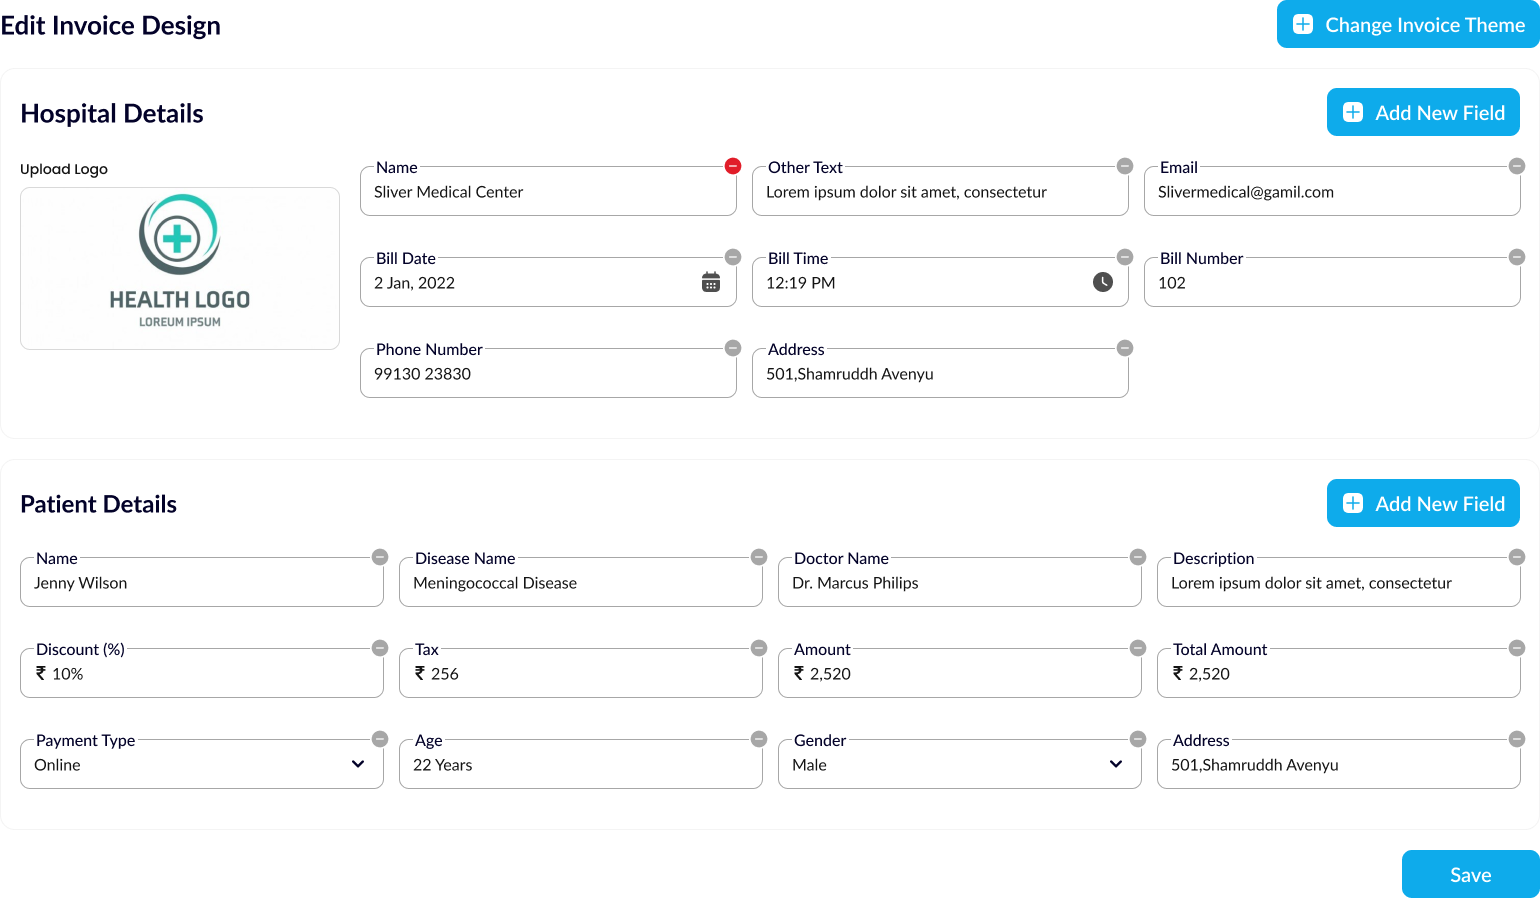 Edit Invoice Design
Change Invoice Theme
Hospital Details
Add New Field
Upload Logo
HEALTH LOGO
LOREUM IPSUM
Name
Sliver Medical Center
Other Text
Lorem ipsum dolor sit amet, consectetur
Email
Slivermedical@gamil.com
Bill Date
2 Jan, 2022
Bill Time
12:19 PM
Bill Number
102
Phone Number
99130 23830
Address
501,Shamruddh Avenyu
Patient Details
Add New Field
Name
Jenny Wilson
Disease Name
Meningococcal Disease
Doctor Name
Dr. Marcus Philips
Description
Lorem ipsum dolor sit amet, consectetur
Discount (%)
₹ 10%
Tax
₹ 256
Amount
₹ 2,520
Total Amount
₹ 2,520
Payment Type
Online
Age
22 Years
Gender
Male
Address
501,Shamruddh Avenyu
Save